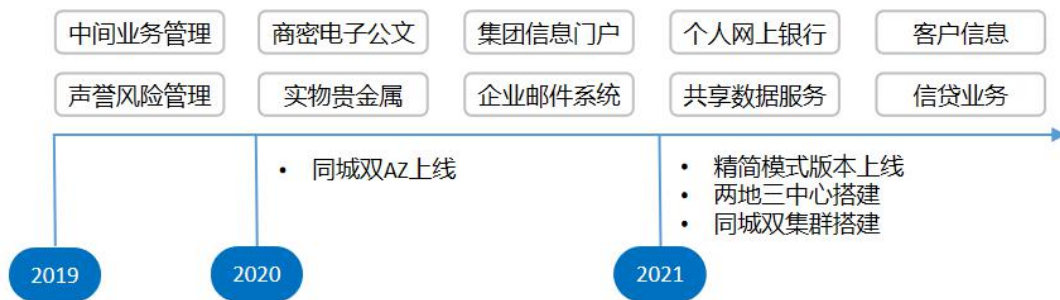 中间业务管理
商密电子公文
集团信息门户
个人网上银行
客户信息
声誉风险管理
实物贵金属
企业邮件系统
共享数据服务
信贷业务
• 同城双AZ上线
• 精简模式版本上线
• 两地三中心搭建
• 同城双集群搭建
2019
2020
2021